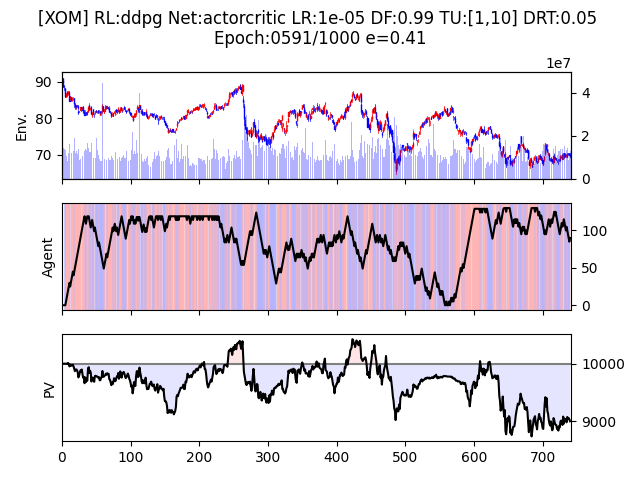 [XOM] RL:ddpg Net:actorcritic LR:1e-05 DF:0.99 TU:[1,10] DRT:0.05
Epoch:0591/1000 e=0.41
1e7
90
80
70
Env.
4
2
0
Agent
100
50
0
PV
10000
9000
0 100 200 300 400 500 600 700